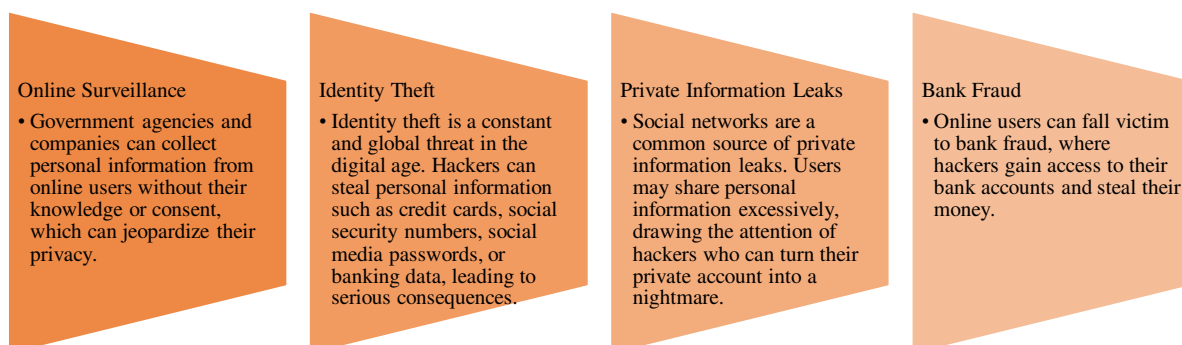 Online Surveillance
• Government agencies and
companies can collect
personal information from
online users without their
knowledge or consent,
which can jeopardize their
privacy.
Identity Theft
• Identity theft is a constant
and global threat in the
digital age. Hackers can
steal personal information
such as credit cards, social
security numbers, social
media passwords, or
banking data, leading to
serious consequences.
Private Information Leaks
• Social networks are a
common source of private
information leaks. Users
may share personal
information excessively,
drawing the attention of
hackers who can turn their
private account into a
nightmare.
Bank Fraud
• Online users can fall victim
to bank fraud, where
hackers gain access to their
bank accounts and steal their
money.